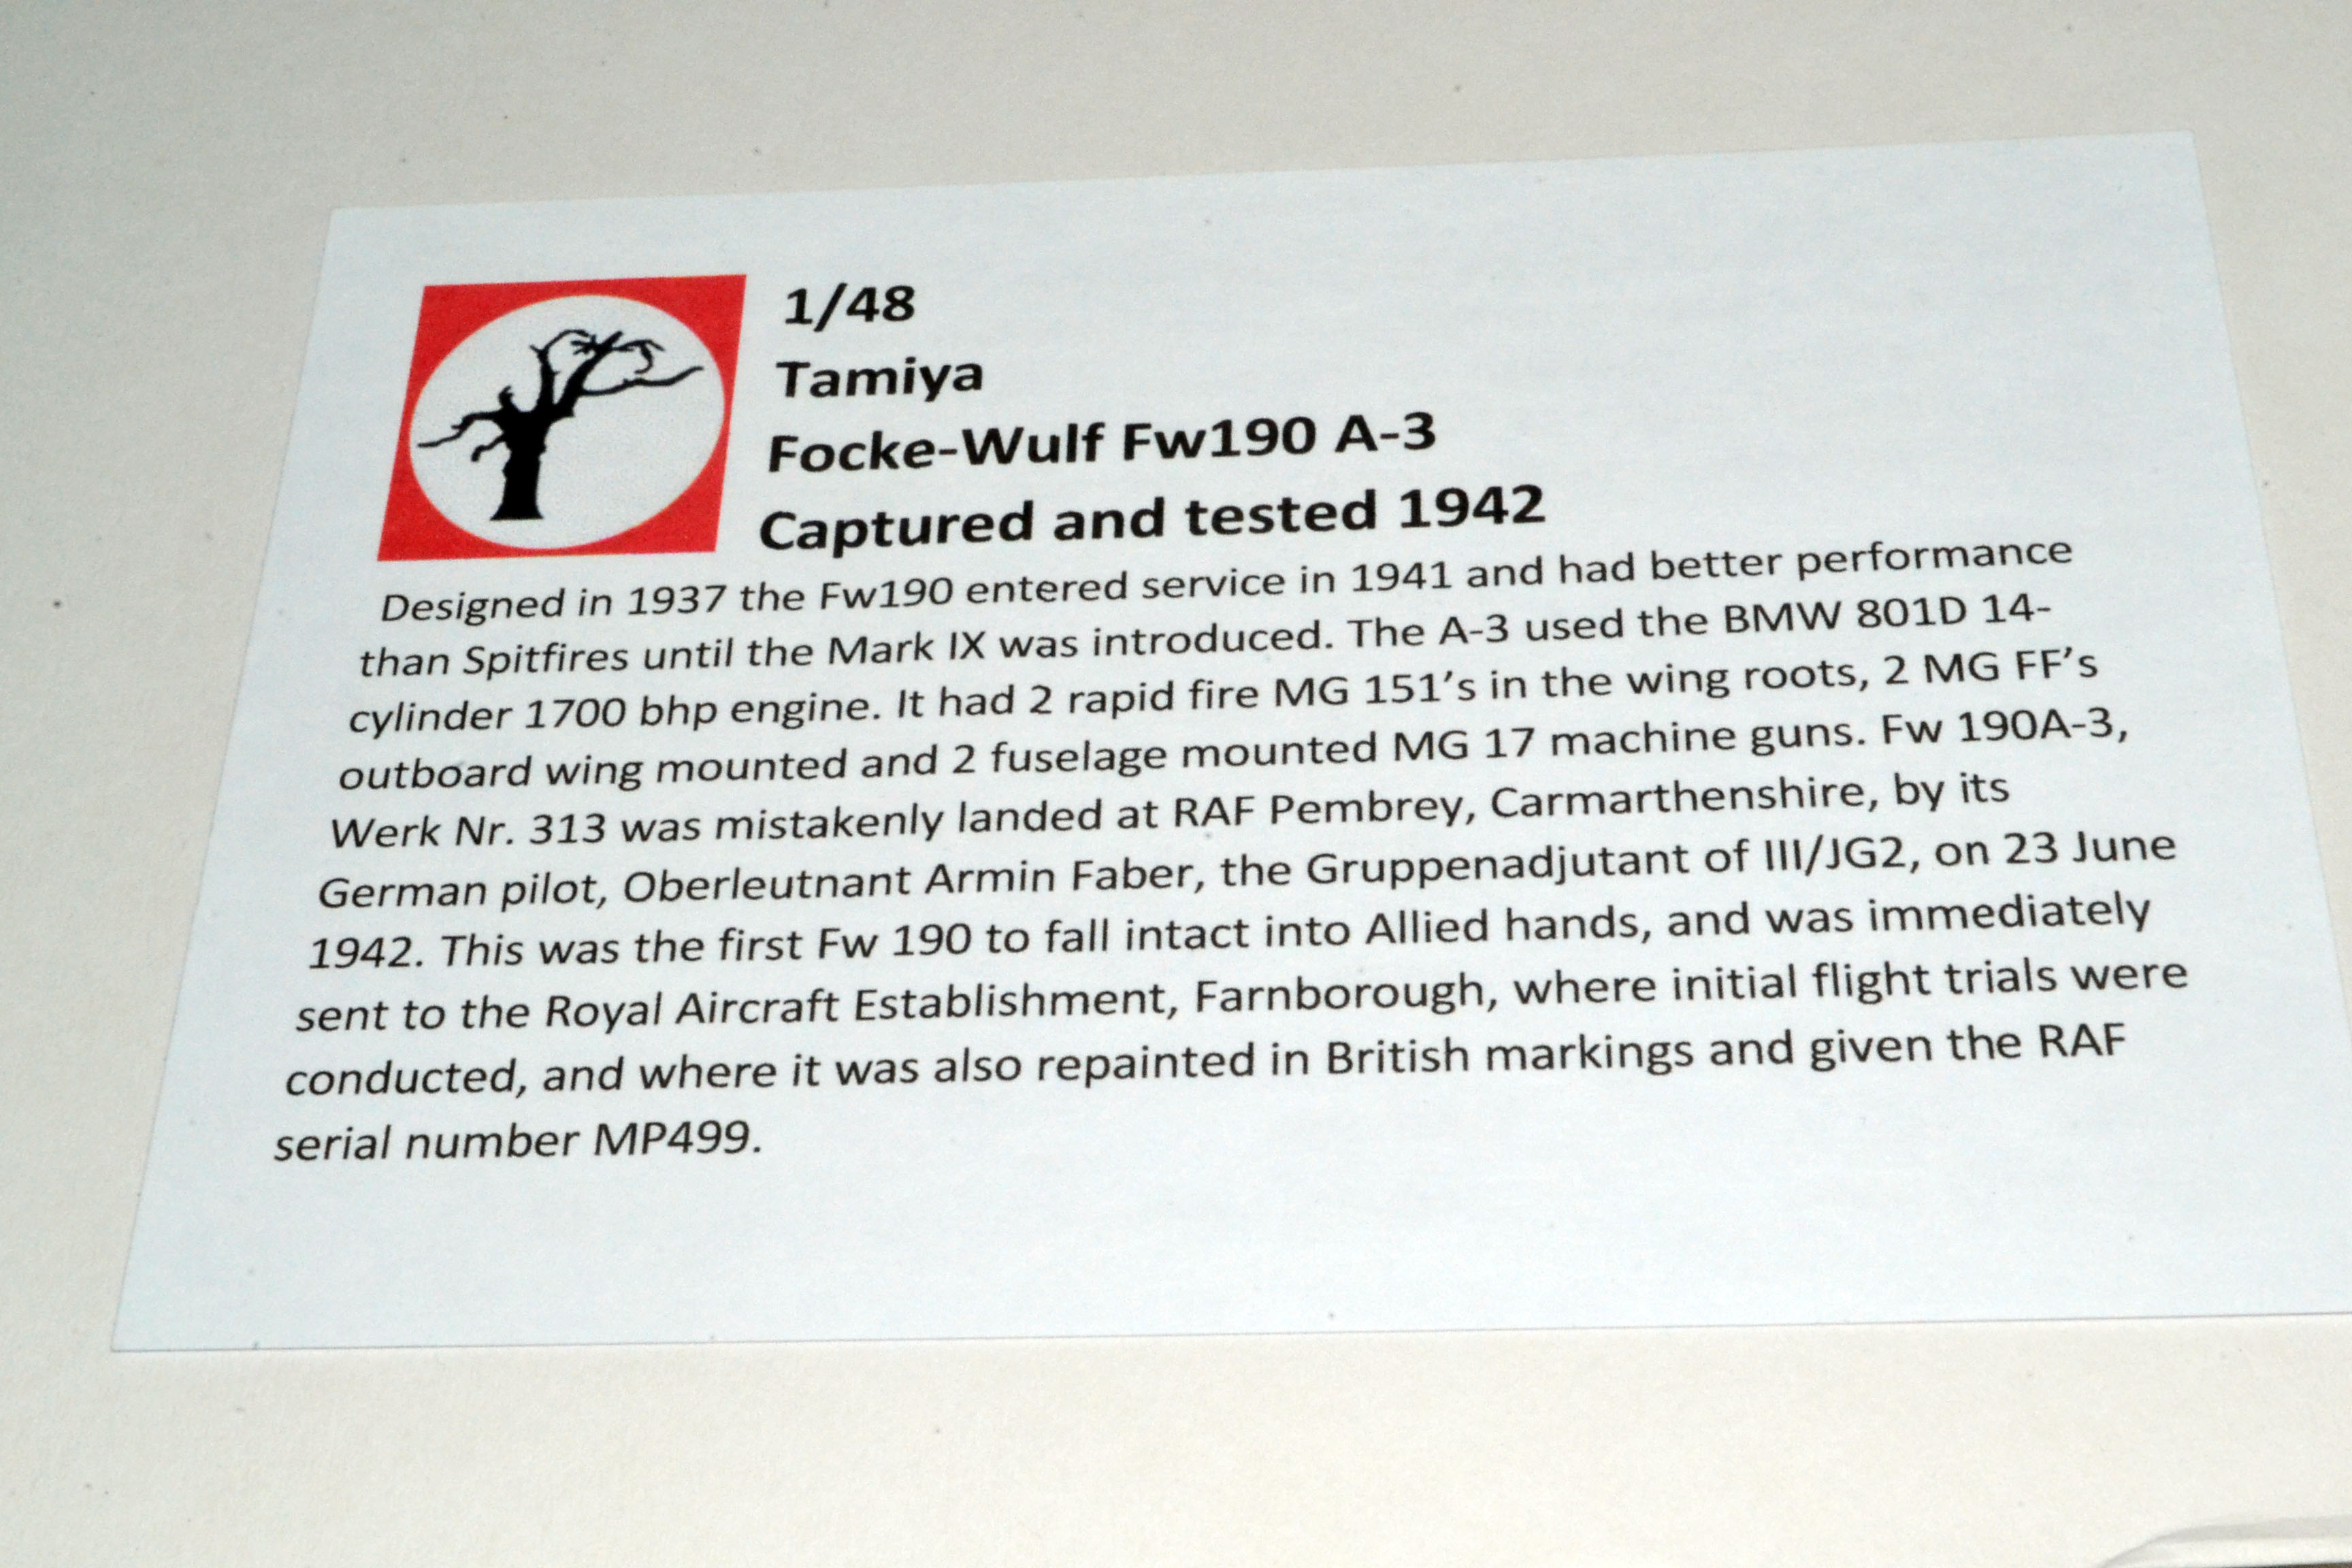 1/48
Tamiya
Focke-Wulf Fw190 A-3
Captured and tested 1942
Designed in 1937 the Fw190 entered service in 1941 and had better performance
than Spitfires until the Mark IX was introduced. The A-3 used the BMW 801D 14-
cylinder 1700 bhp engine. It had 2 rapid fire MG 151’s in the wing roots, 2 MG FF’s
outboard wing mounted and 2 fuselage mounted MG 17 machine guns. Fw 190A-3,
Werk Nr. 313 was mistakenly landed at RAF Pembrey, Carmarthenshire, by its
German pilot, Oberleutnant Armin Faber, the Gruppenadjutant of III/JG2, on 23 June
1942. This was the first Fw 190 to fall intact into Allied hands, and was immediately
sent to the Royal Aircraft Establishment, Farnborough, where initial flight trials were
conducted, and where it was also repainted in British markings and given the RAF
serial number MP499.